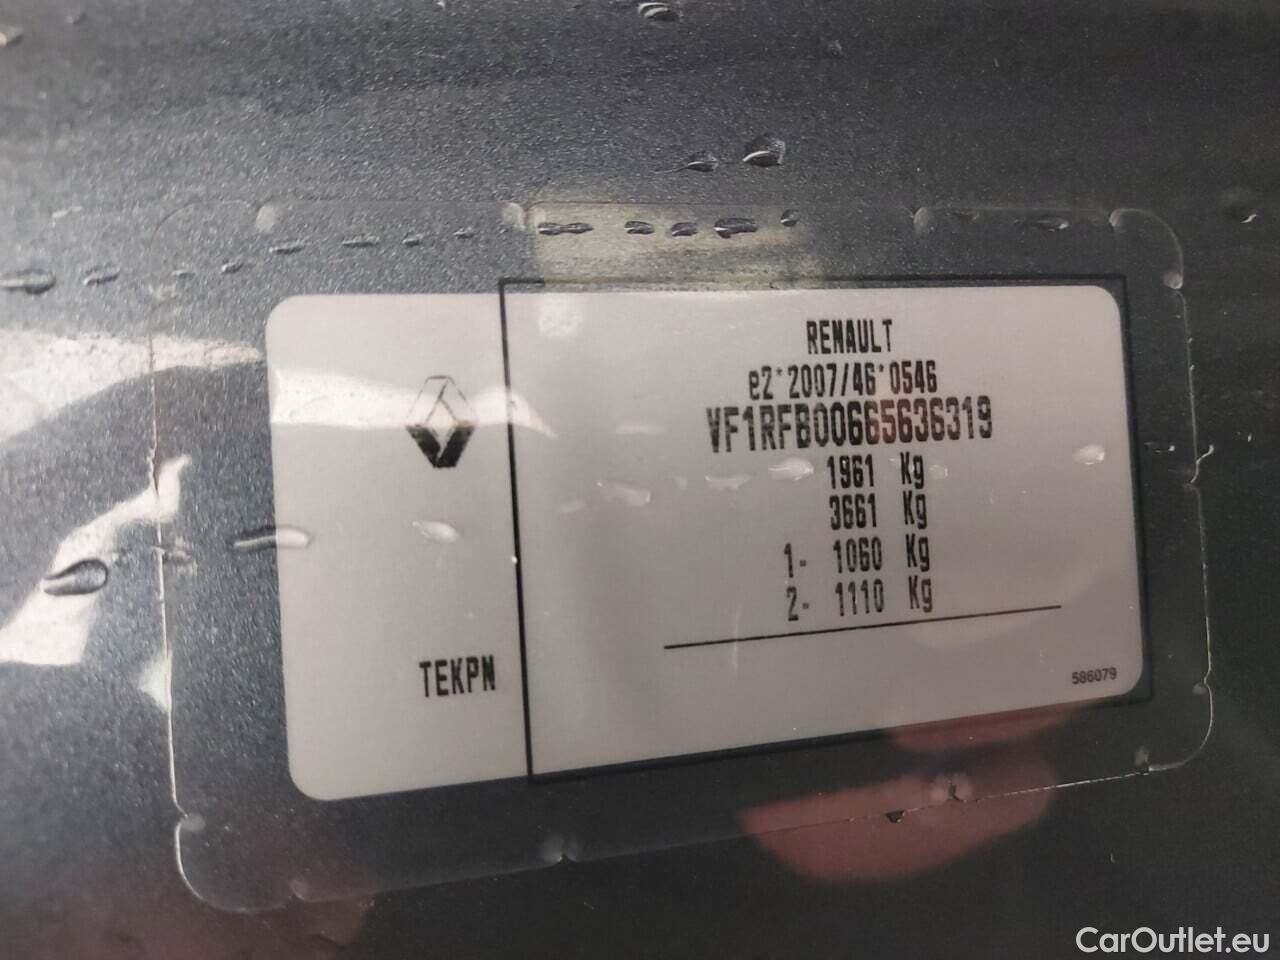 RENAULT
e2*2007/46*0546
VF1RFB00665636319
1961 Kg
3661 Kg
1- 1060 Kg
2- 1110 Kg
TEKPN
586079
CarOutlet.eu